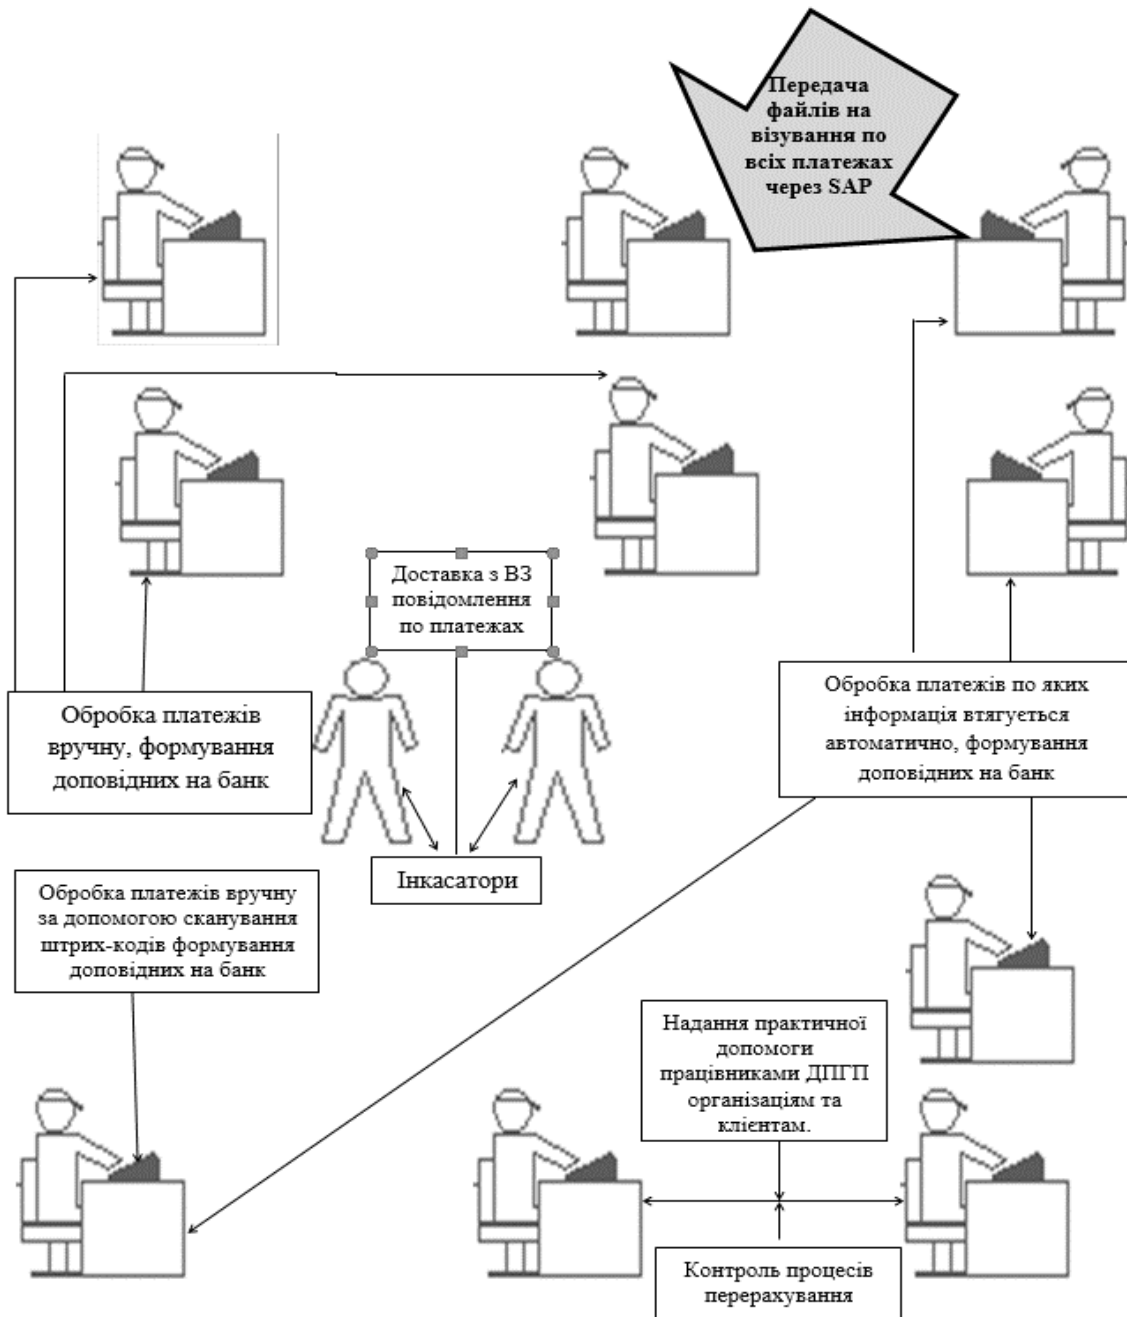 Передача
файлів на
візування по
всіх платежах
через SAP
Доставка з ВЗ
повідомлення
по платежах
Обробка платежів
вручну, формування
доповідних на банк
Обробка платежів по яких
інформація втягується
автоматично, формування
доповідних на банк
Інкасатори
Обробка платежів вручну
за допомогою сканування
штрих-кодів формування
доповідних на банк
Надання практичної
допомоги
працівниками ДПГП
організаціям та
клієнтам.
Контроль процесів
перерахування